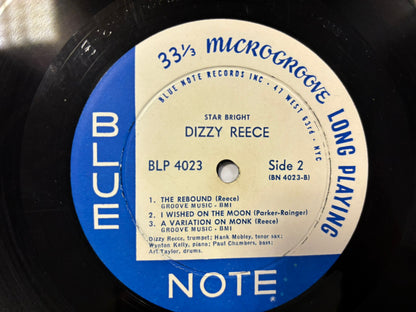 33 1/3 MICROGROOVE LONG PLAYING
BLUE NOTE RECORDS INC · 47 WEST 63rd · NYC
STAR BRIGHT
DIZZY REECE
BLP 4023
Side 2
(BN 4023-B)
1. THE REBOUND (Reece)
GROOVE MUSIC - BMI
2. I WISHED ON THE MOON (Parker-Rainger)
3. A VARIATION ON MONK (Reece)
GROOVE MUSIC - BMI
Dizzy Reece, trumpet; Hank Mobley, tenor sax;
Wynton Kelly, piano; Paul Chambers, bass;
Art Taylor, drums.
BLUE
NOTE
®